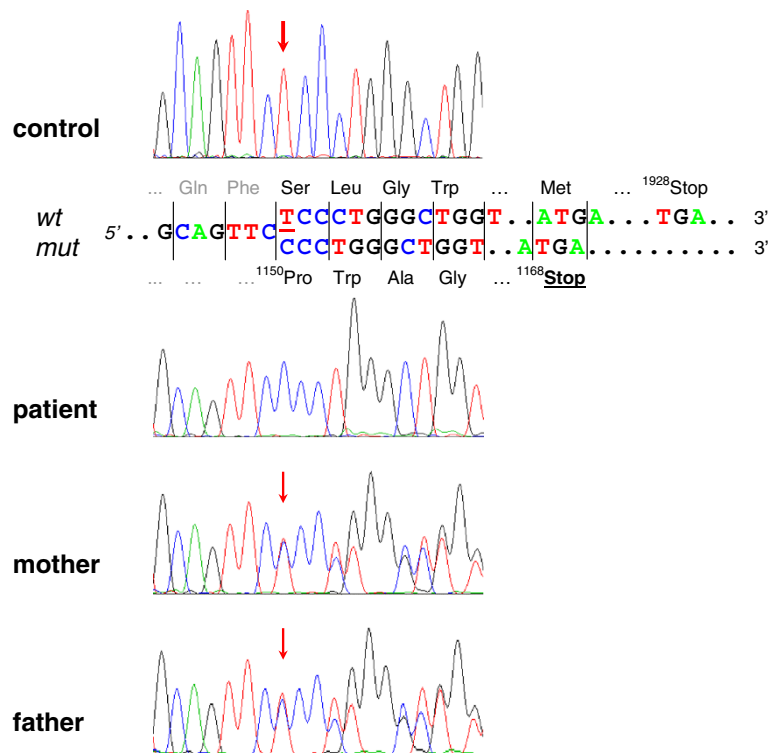 control
... Gln Phe Ser Leu Gly Trp ... Met ... 1928Stop
wt
5' . . GCAGTTCTCCCTGGGCTGGT . . ATGA . . . TGA . . 3'
mut
CCCTGGGCTGGT . . ATGA . . . . . . . . . . 3'
... ... ...1150Pro Trp Ala Gly ... 1168Stop
patient
mother
father